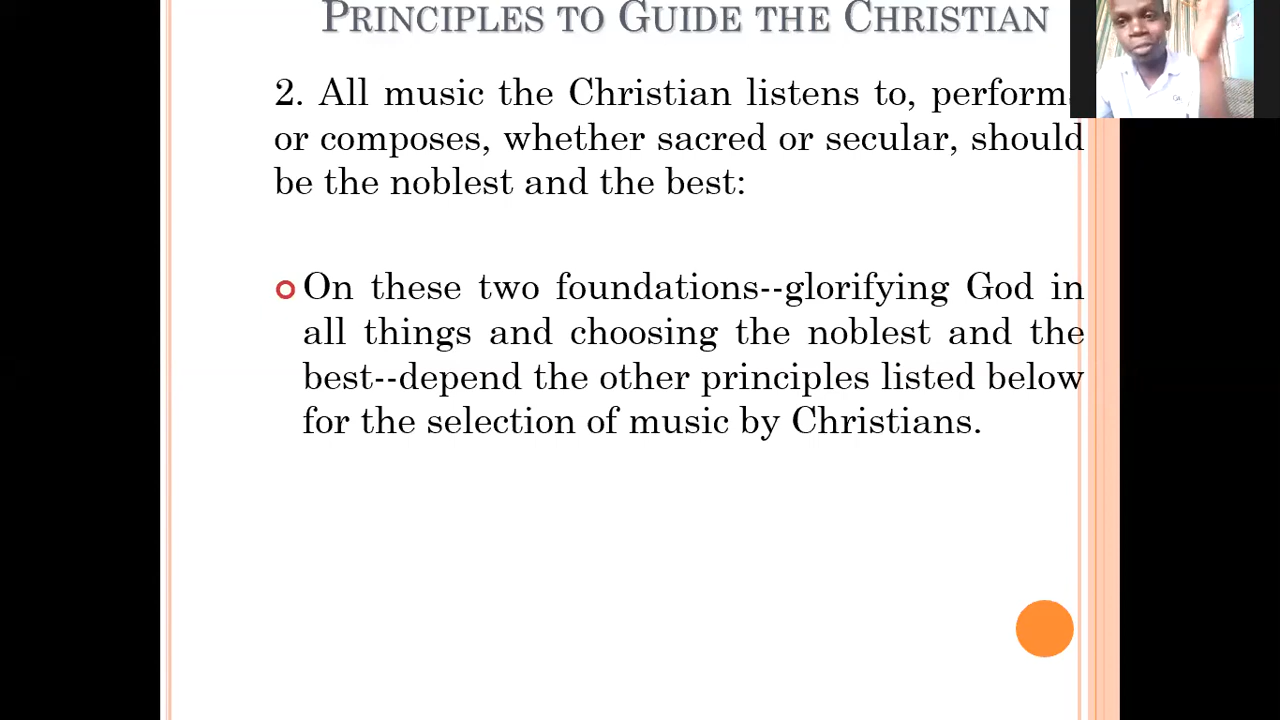 PRINCIPLES TO GUIDE THE CHRISTIAN
2. All music the Christian listens to, perform
or composes, whether sacred or secular, should
be the noblest and the best:
On these two foundations--glorifying God in
all things and choosing the noblest and the
best--depend the other principles listed below
for the selection of music by Christians.